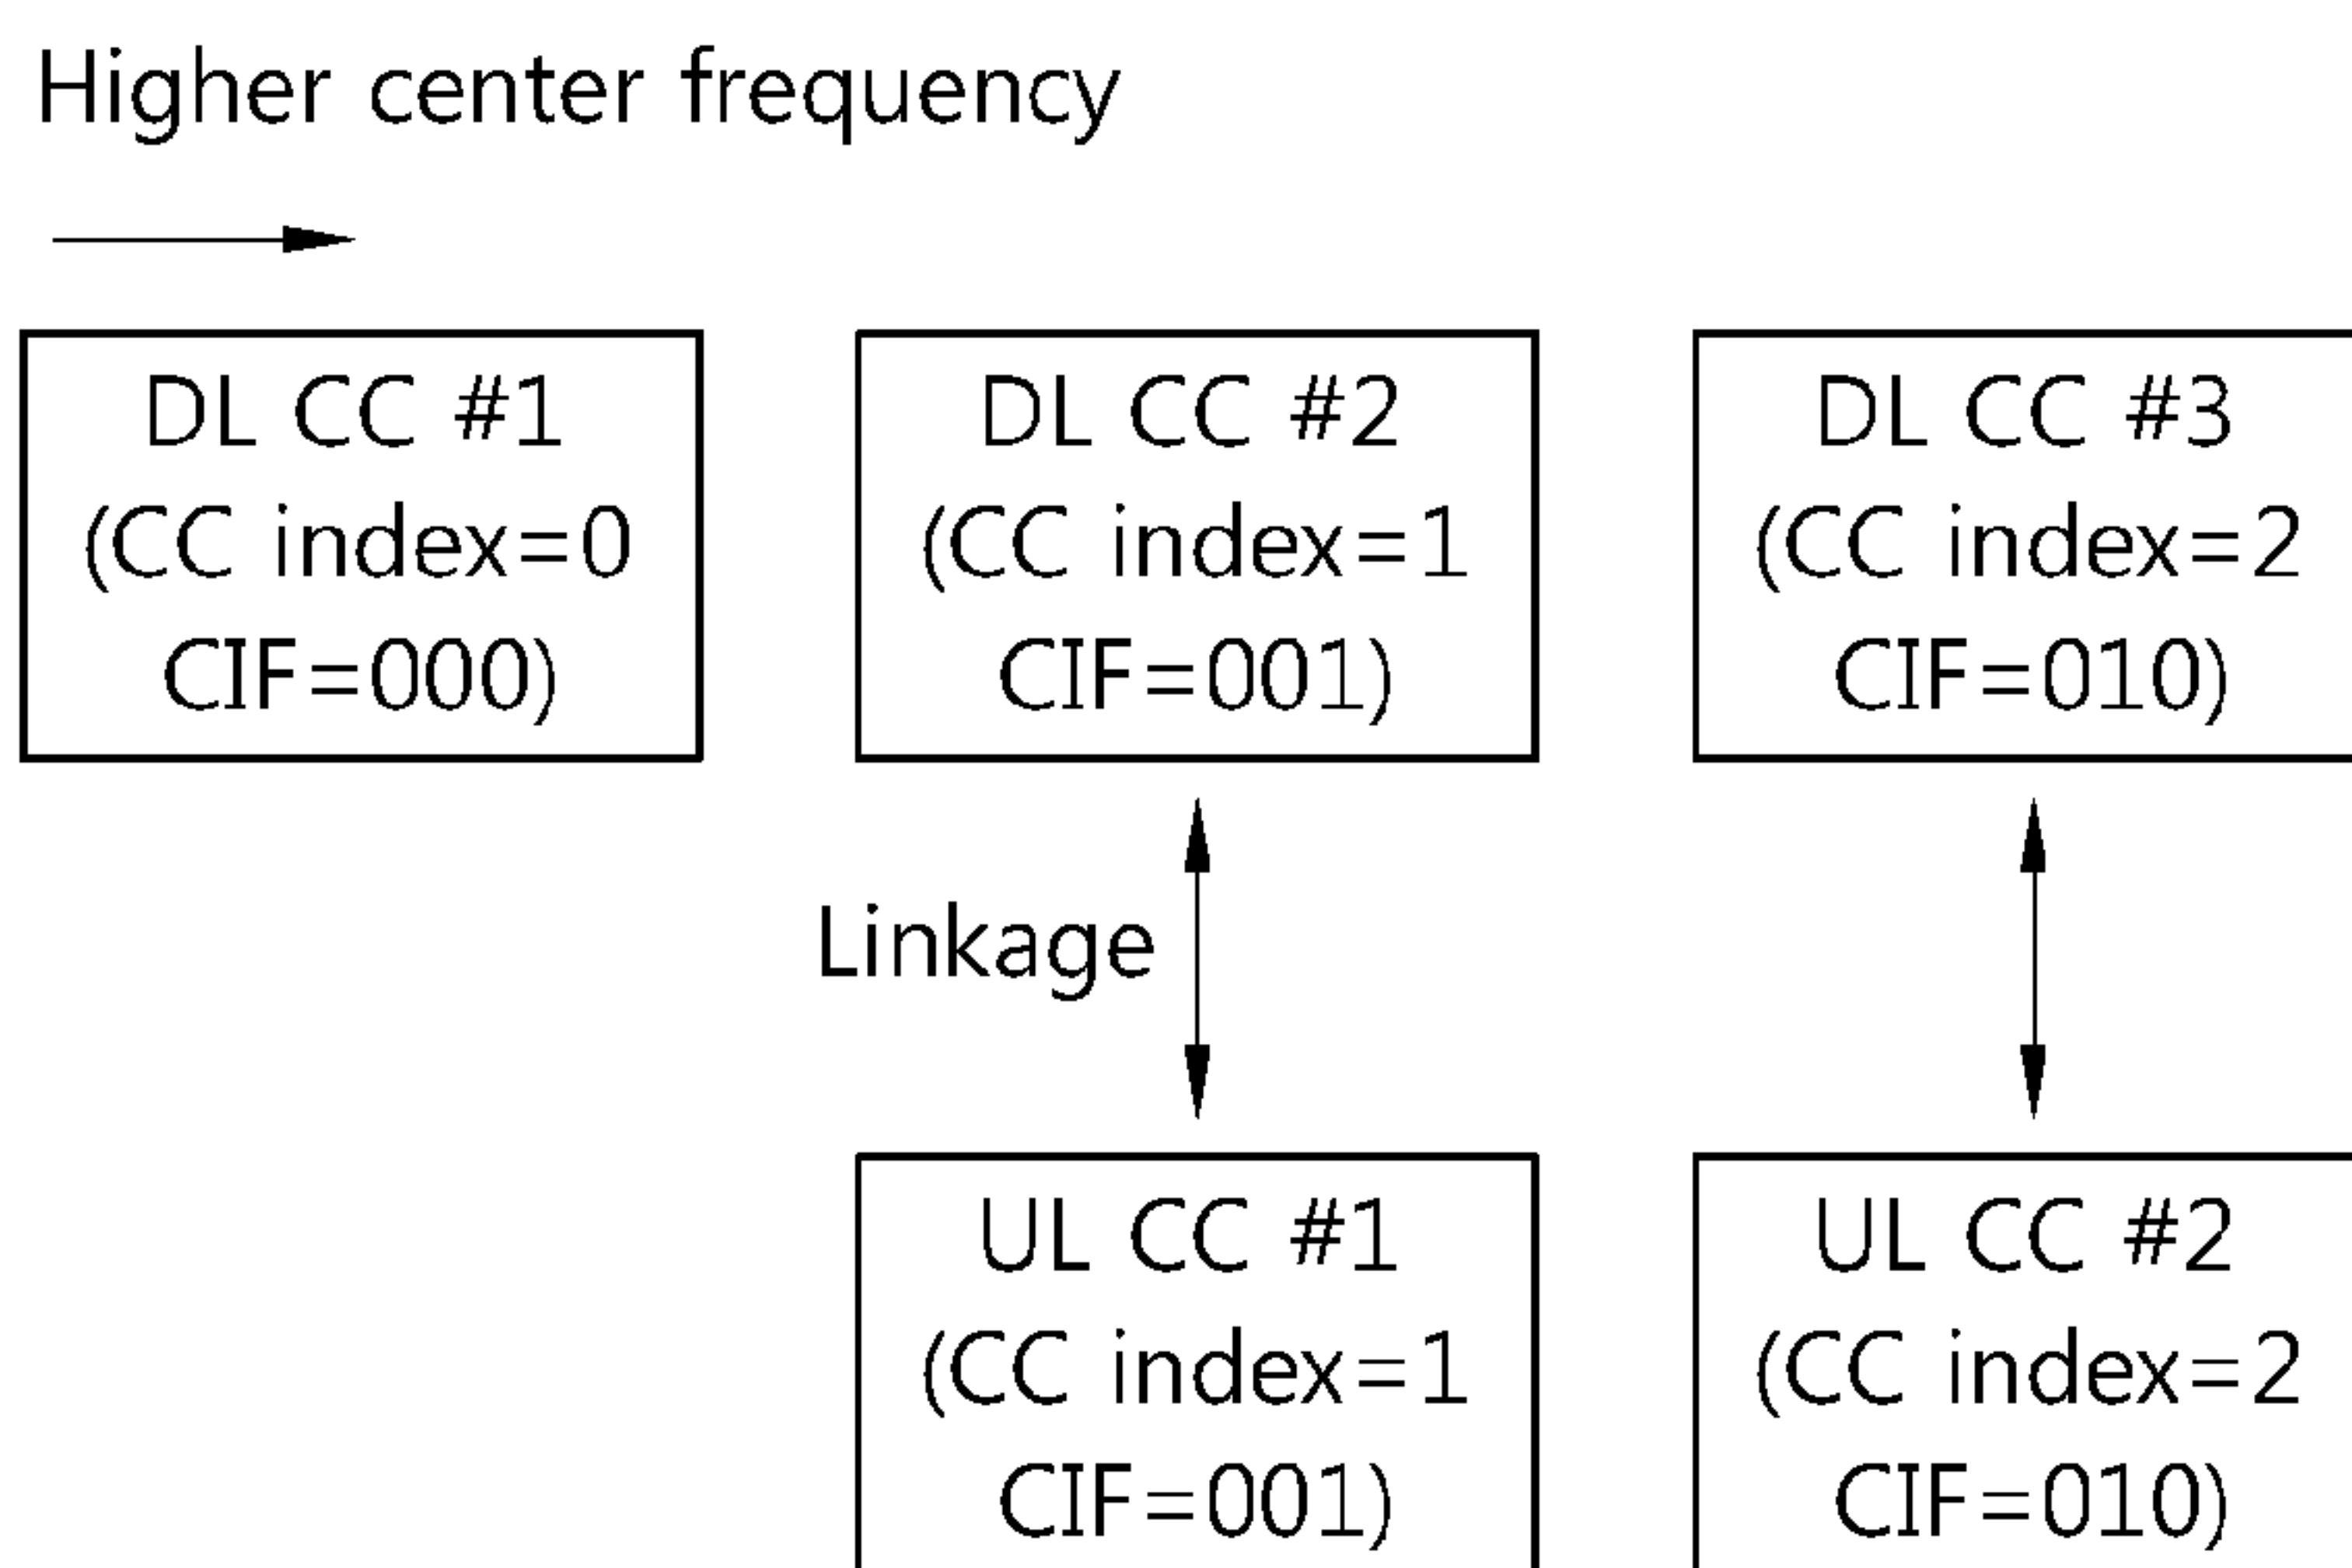 Higher center frequency
DL CC #1
(CC index=0
CIF=000)
DL CC #2
(CC index=1
CIF=001)
DL CC #3
(CC index=2
CIF=010)
Linkage
UL CC #1
(CC index=1
CIF=001)
UL CC #2
(CC index=2
CIF=010)